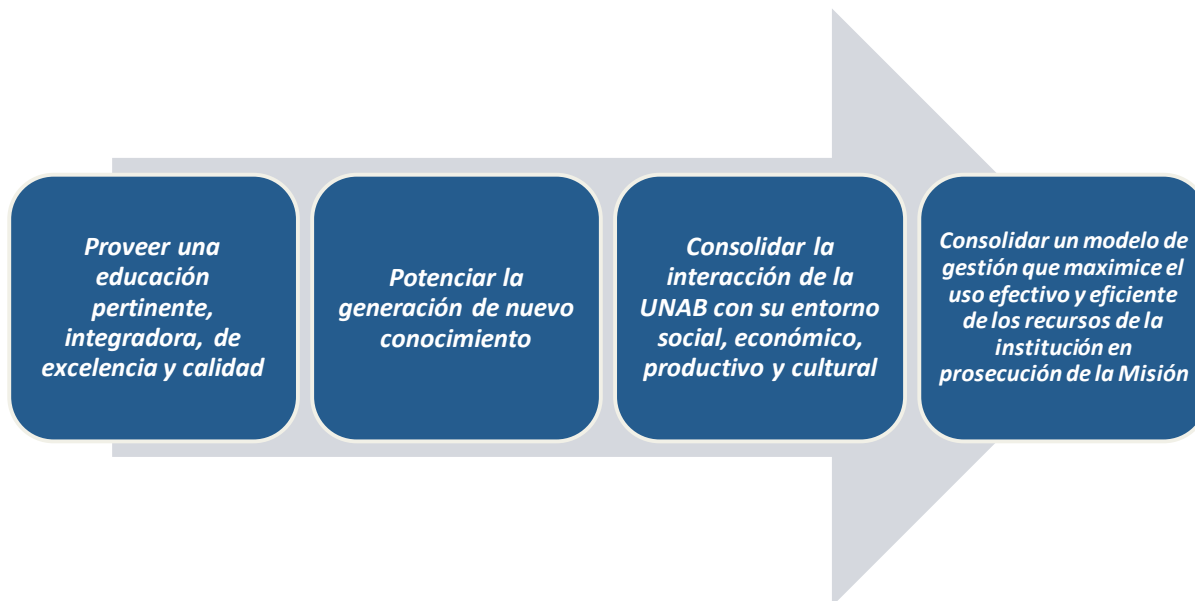 Proveer una
educación
pertinente,
integradora, de
excelencia y calidad
Potenciar la
generación de nuevo
conocimiento
Consolidar la
interacción de la
UNAB con su entorno
social, económico,
productivo y cultural
Consolidar un modelo de
gestión que maximice el
uso efectivo y eficiente
de los recursos de la
institución en
prosecución de la Misión